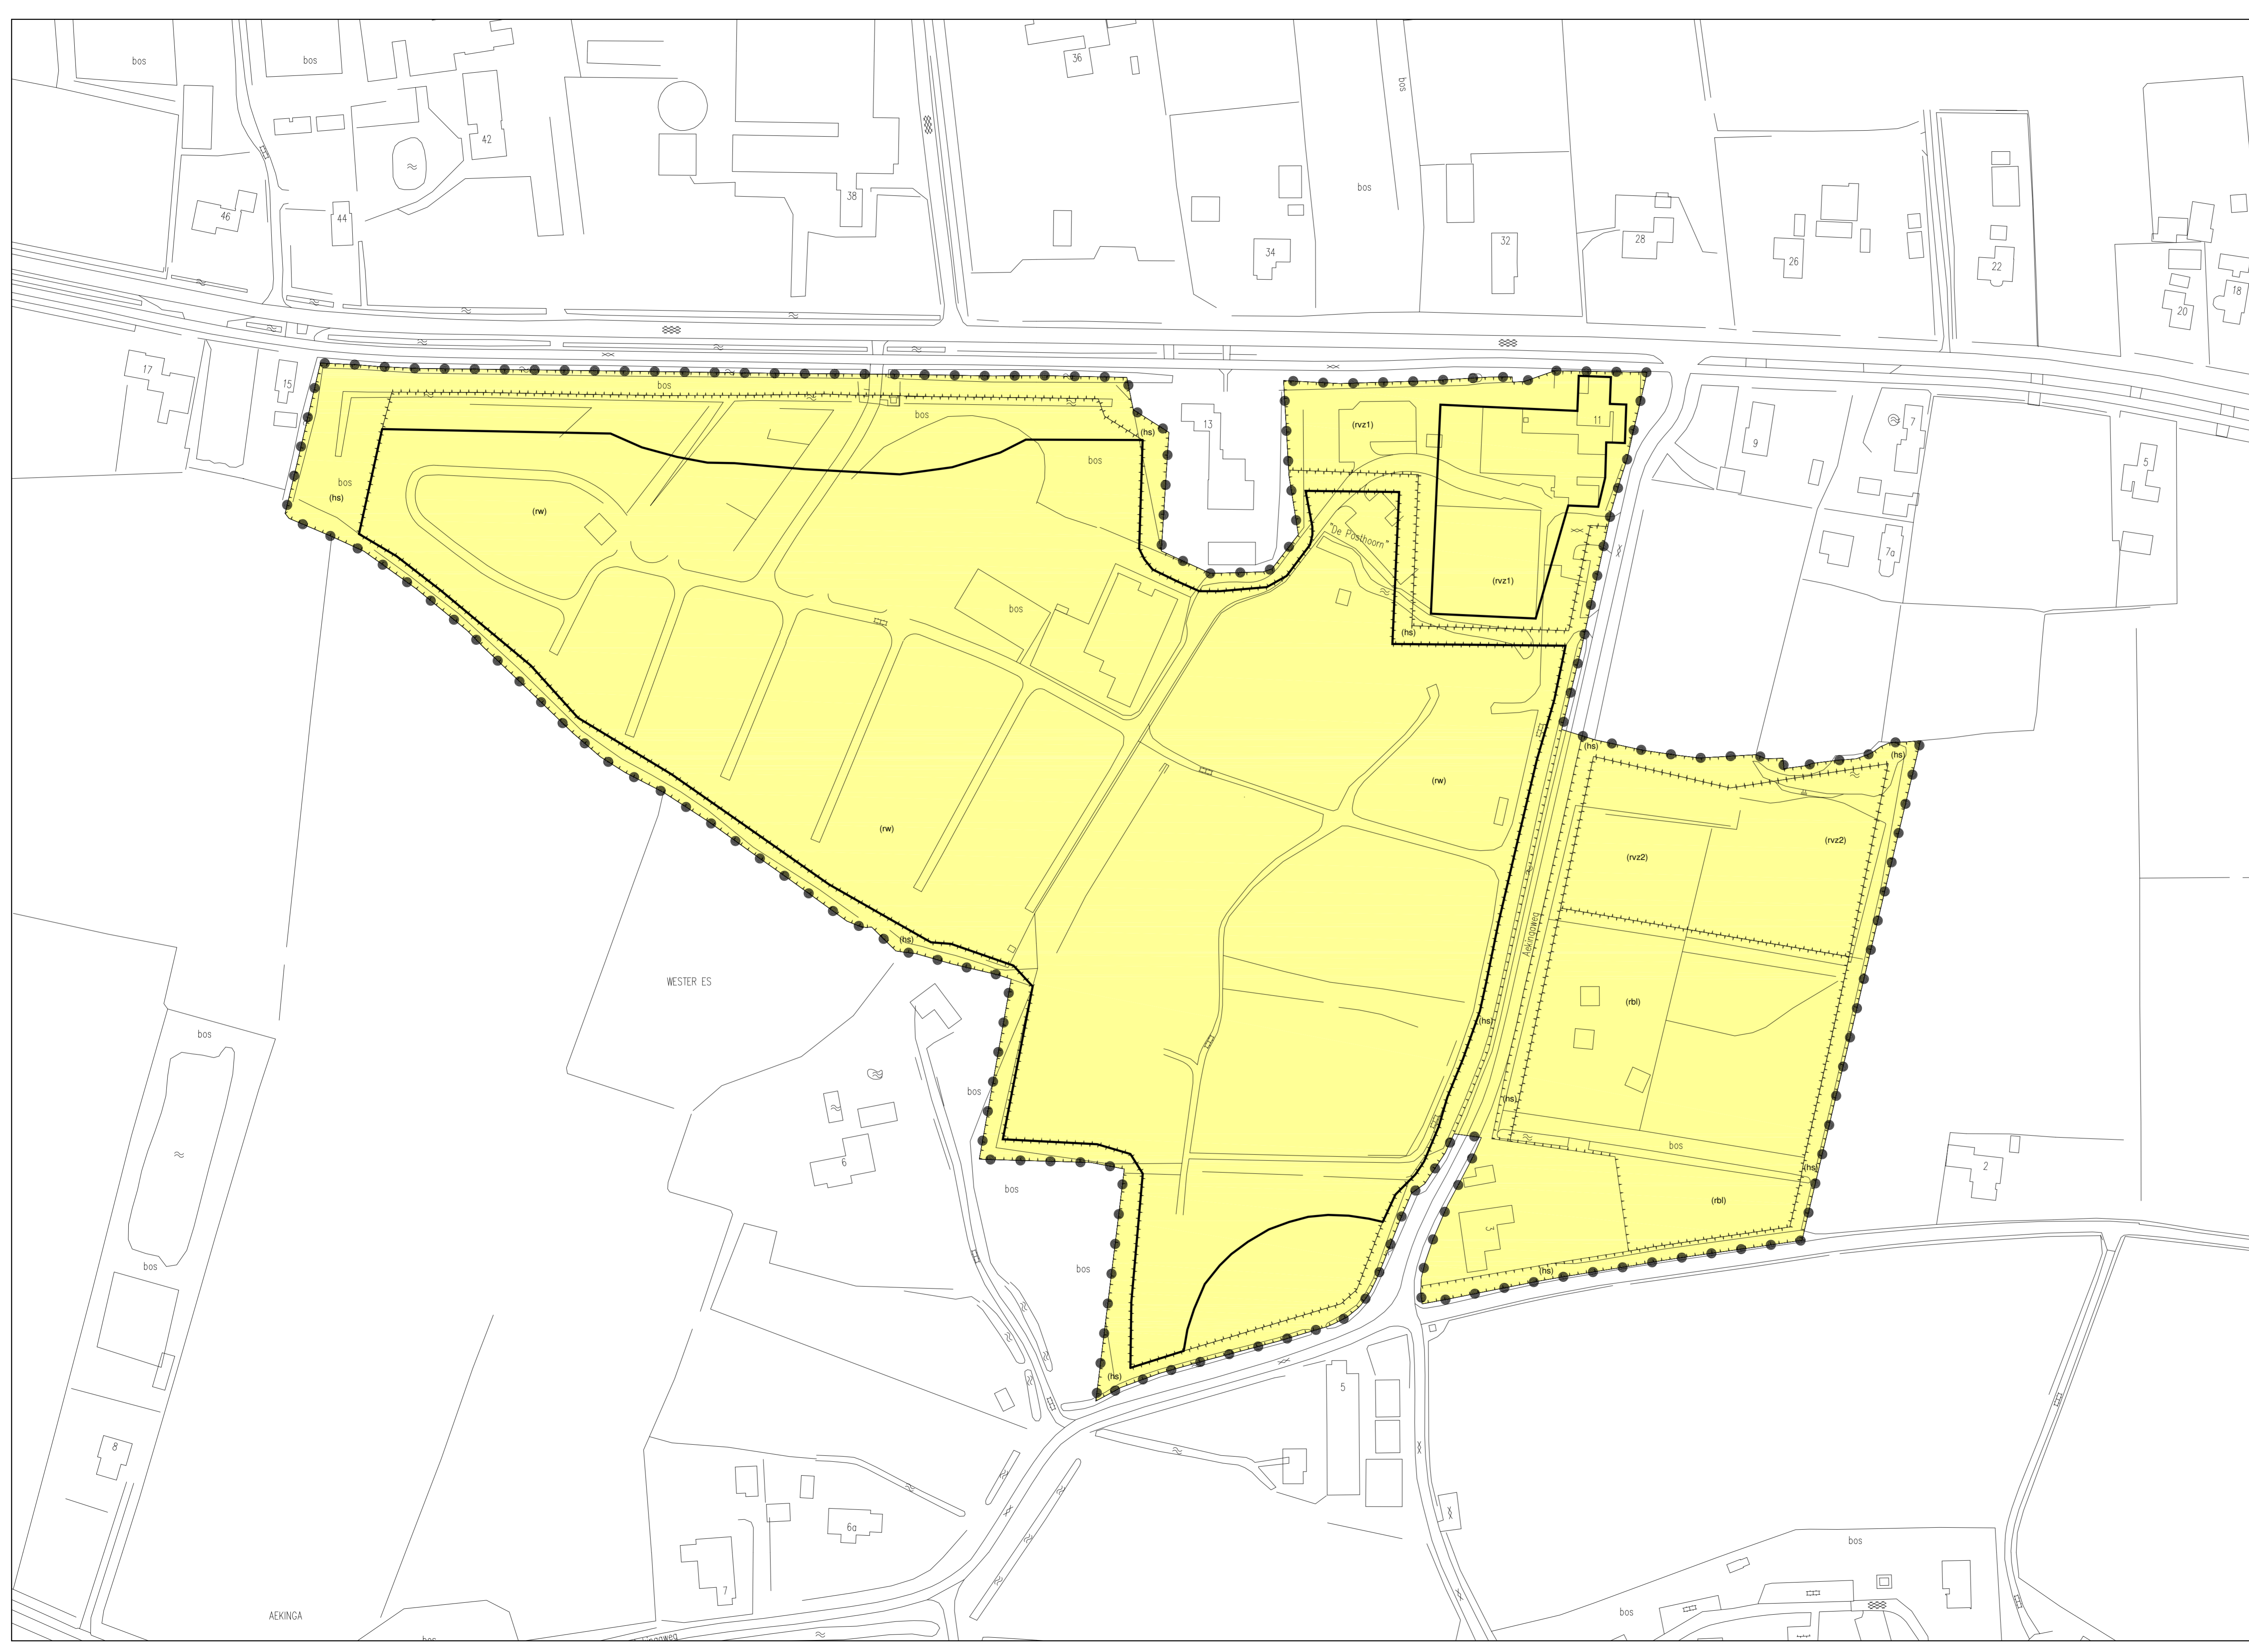 bos
bos
36
bos
42
38
46
44
bos
34
32
28
26
22
20
18
17
15
bos
bos
13
(hs)
(rvz1)
11
9
7
5
bos
bos
(hs)
(rw)
"De Posthoorn"
7a
(rvz1)
bos
(hs)
(hs)
(hs)
(rw)
(rw)
(rvz2)
(rvz2)
Aekingaweg
(hs)
WESTER ES
(rbl)
(hs)
bos
bos
(hs)
bos
6
2
(hs)
bos
(rbl)
3
bos
bos
(hs)
(hs)
5
8
6a
bos
7
AEKINGA
bos